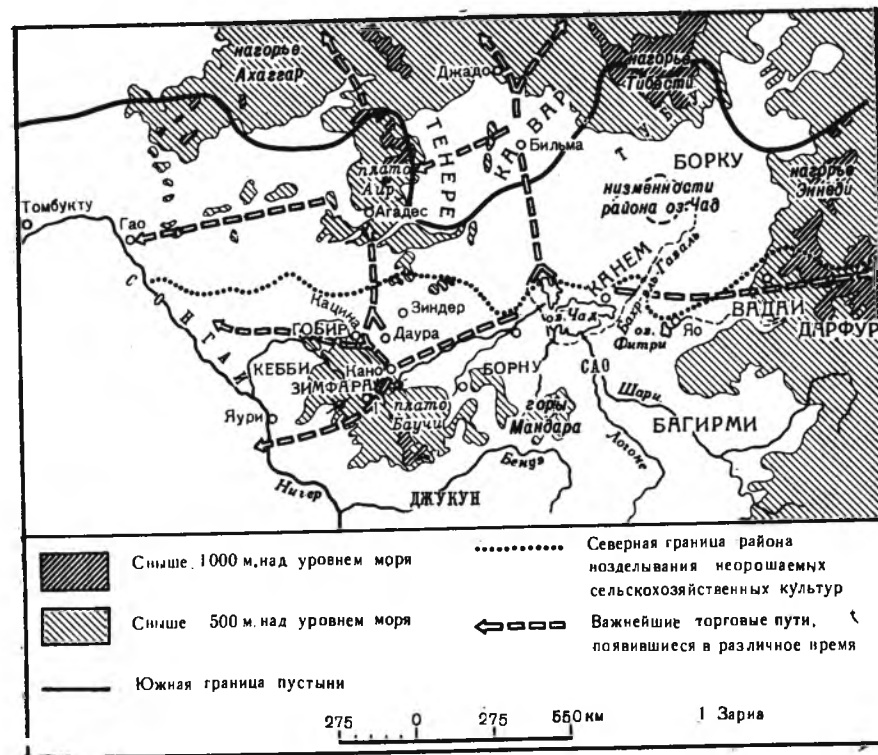 нагорье
Ахаггар
Джадо
нагорье
Тибести
ТУБУ
ТЕНЕРЕ
КАВАР
Бильма
БОРКУ
плато
Аир
низменности
района оз. Чад
нагорье
Эннеди
Томбукту
Гао
Агадес
СОНГАИ
Кацина
Зиндер
КАНЕМ
Бахр-эль-Газаль
ВАДАИ
ГОБИР
Даура
оз. Чад
оз.
Фитри
Яо
ДАРФУР
КЕББИ
Кано
БОРНУ
САО
ЗИМФАРА
1
плато
Баучи
горы
Мандара
Шари
БАГИРМИ
Яури
Логоне
Бенуэ
Нигер
ДЖУКУН
Свыше 1000 м. над уровнем моря
Свыше 500 м. над уровнем моря
Южная граница пустыни
Северная граница района
возделывания неорошаемых
сельскохозяйственных культур
Важнейшие торговые пути,
появившиеся в различное время
275 0 275 550 км
1 Зариа